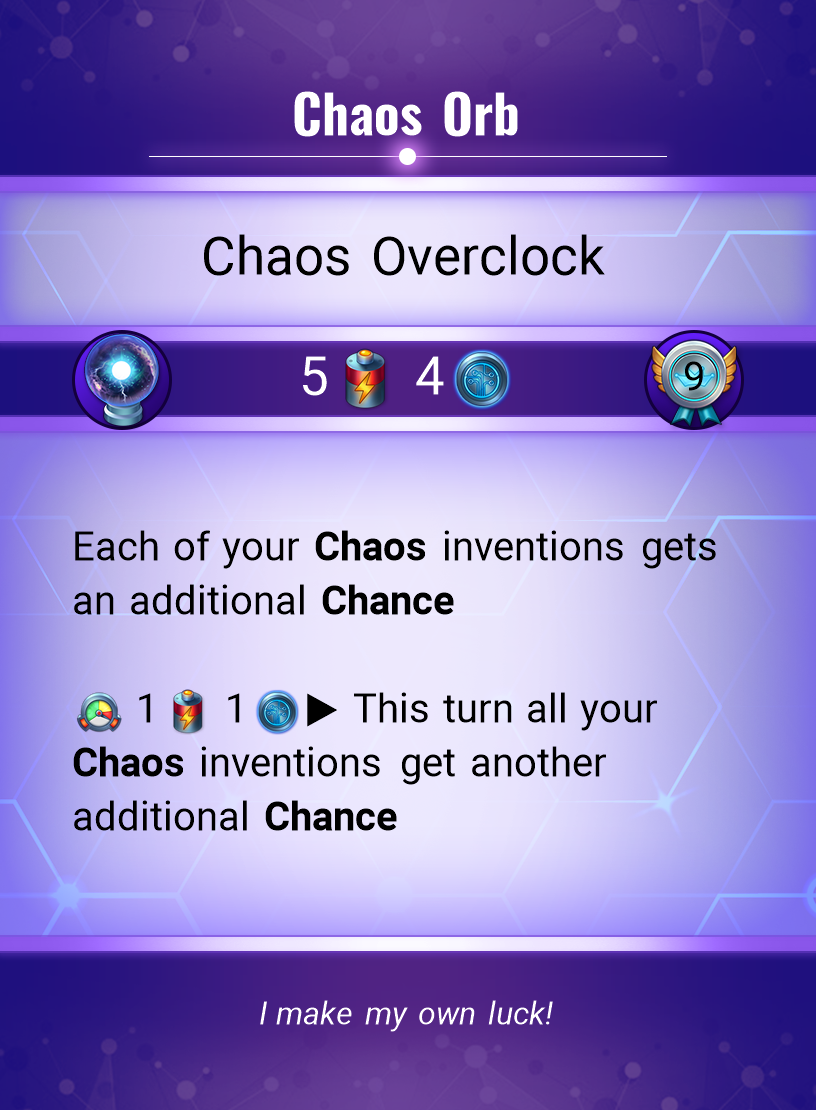 Chaos Orb
Chaos Overclock
5 4 9
Each of your Chaos inventions gets
an additional Chance
1 1 ▶ This turn all your
Chaos inventions get another
additional Chance
I make my own luck!